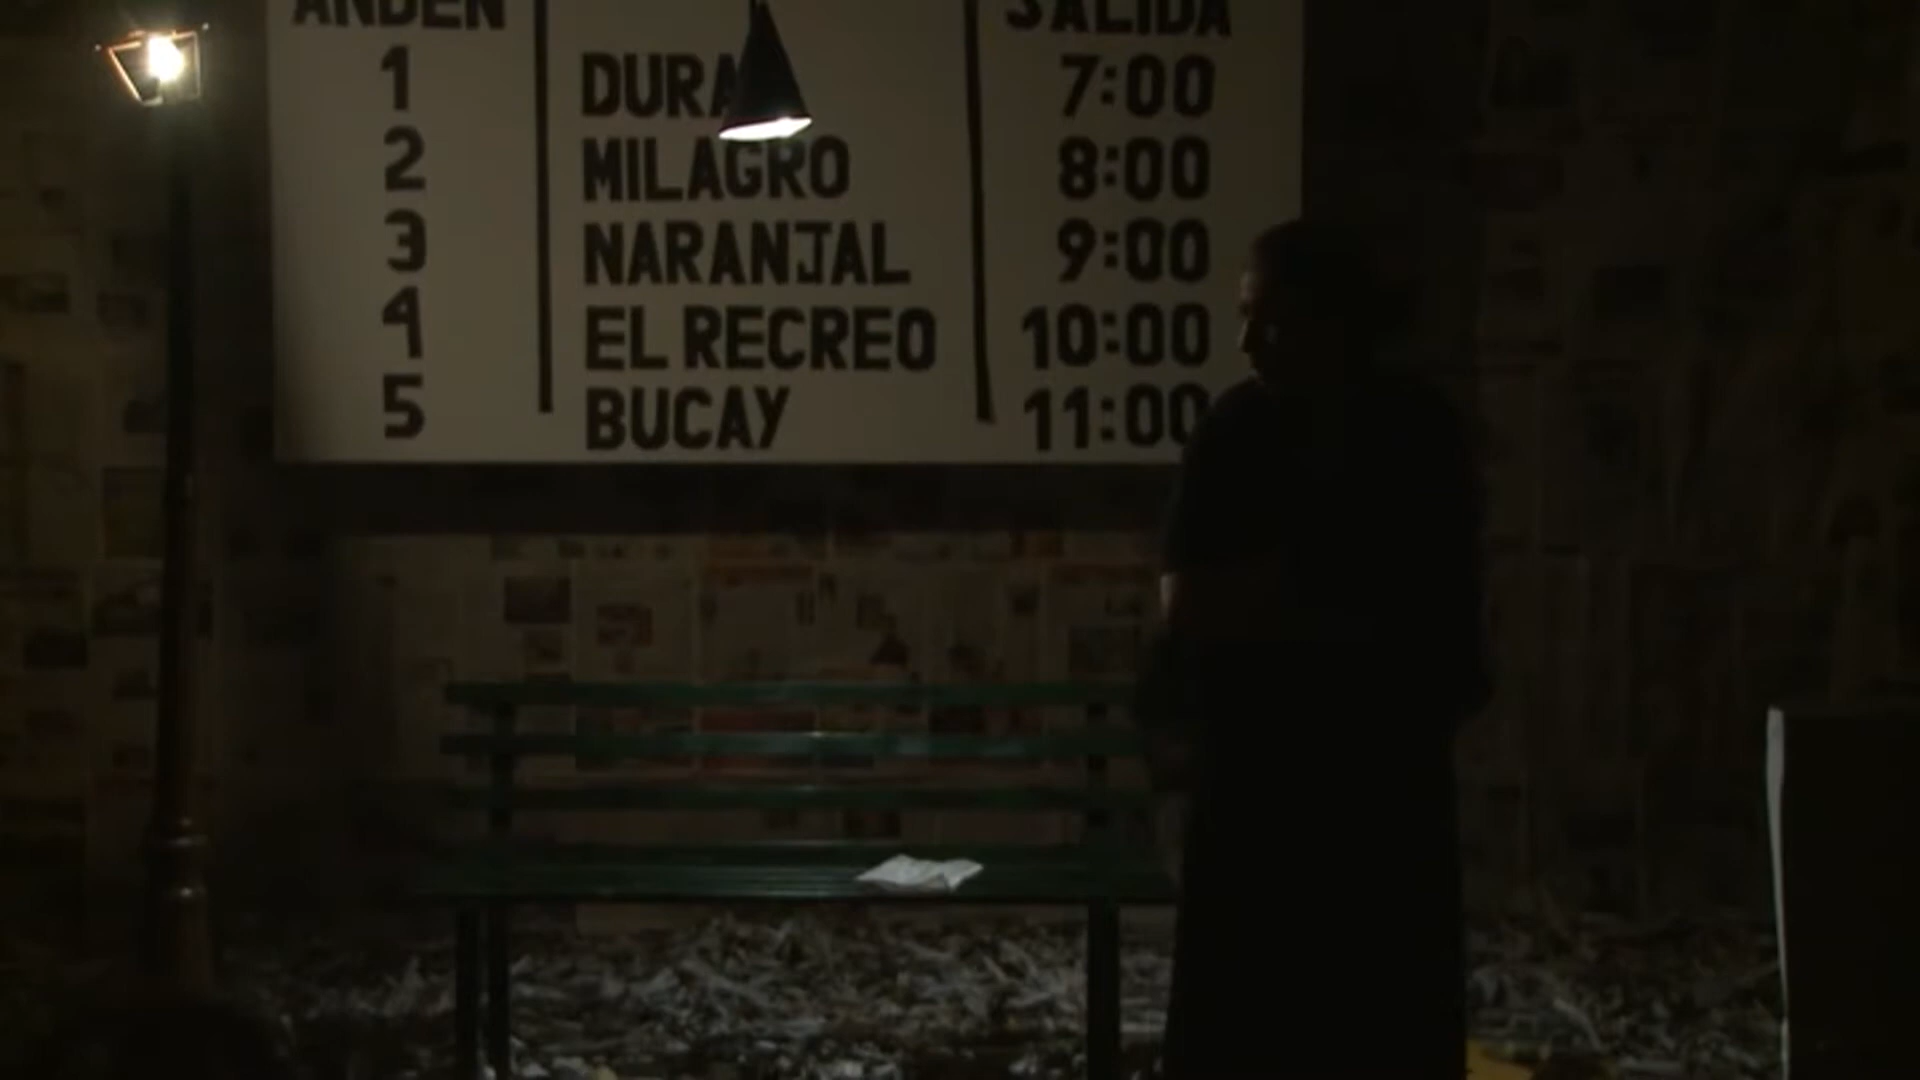 ANDEN SALIDA
1 DURA 7:00
2 MILAGRO 8:00
3 NARANJAL 9:00
4 EL RECREO 10:00
5 BUCAY 11:00